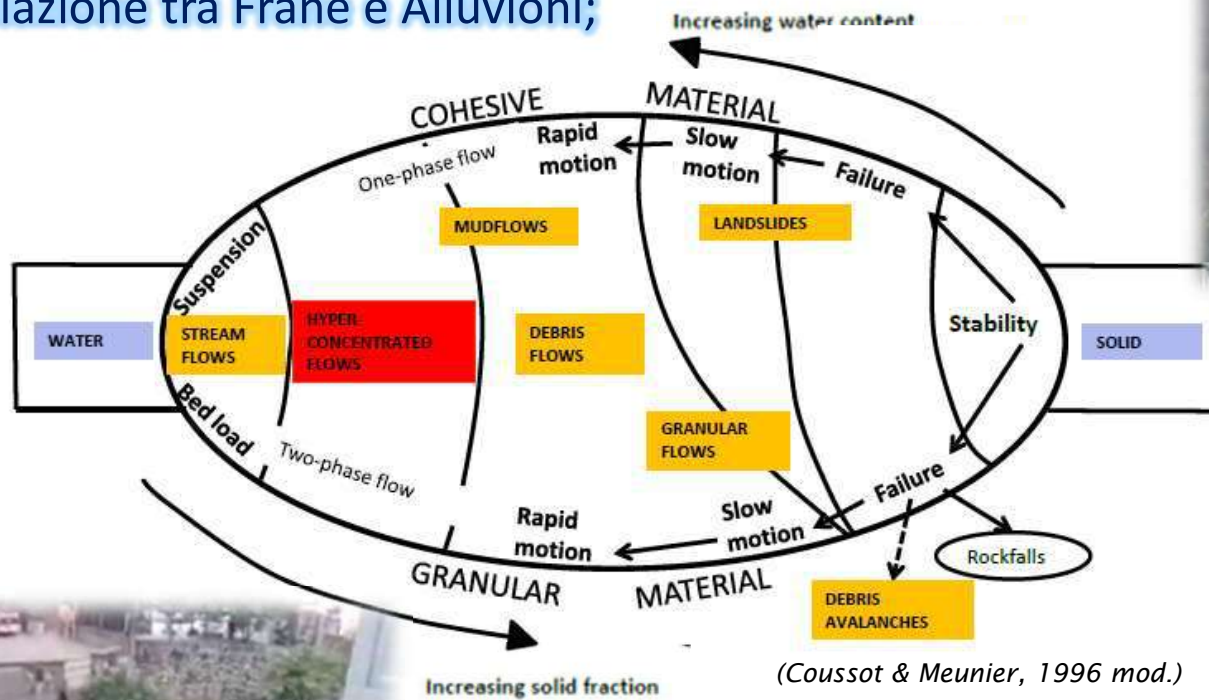 lazione tra Frane e Alluvioni;
Increasing water content
COHESIVE
MATERIAL
Rapid
motion
Slow
motion
Failure
One-phase flow
MUDFLOWS
LANDSLIDES
Suspension
WATER
STREAM
FLOWS
HYPER
CONCENTRATED
FLOWS
DEBRIS
FLOWS
Stability
SOLID
Bed load
Two-phase flow
GRANULAR
FLOWS
Failure
Rapid
motion
Slow
motion
Rockfalls
GRANULAR
MATERIAL
DEBRIS
AVALANCHES
(Coussot & Meunier, 1996 mod.)
Increasing solid fraction